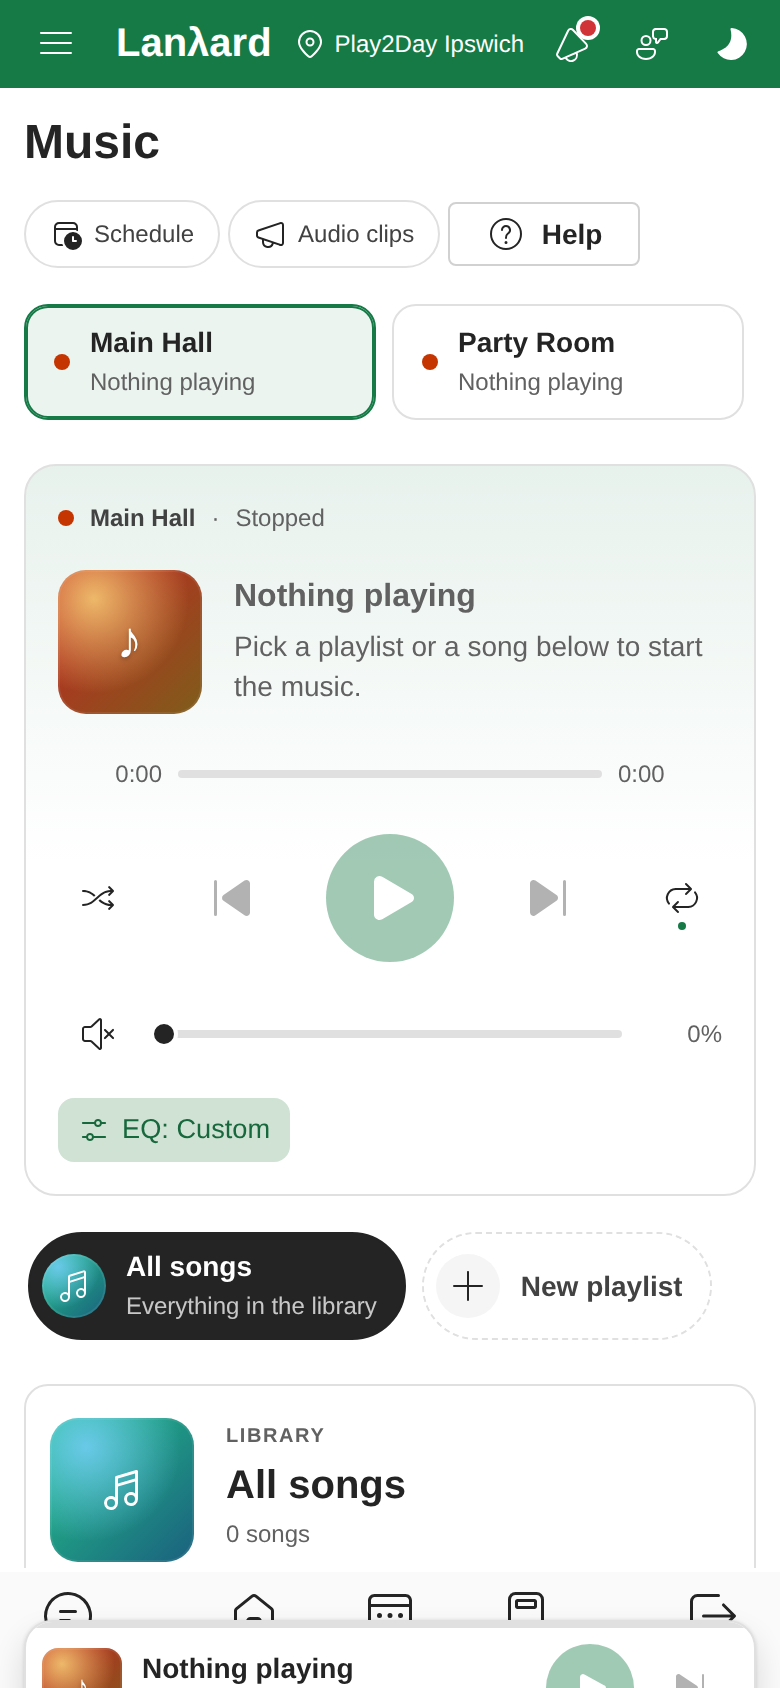 Lanλard
Play2Day Ipswich
Music
Schedule
Audio clips
Help
Main Hall
Nothing playing
Party Room
Nothing playing
Main Hall · Stopped
Nothing playing
Pick a playlist or a song below to start
the music.
0:00
0:00
0%
EQ: Custom
All songs
Everything in the library
New playlist
LIBRARY
All songs
0 songs
Nothing playing